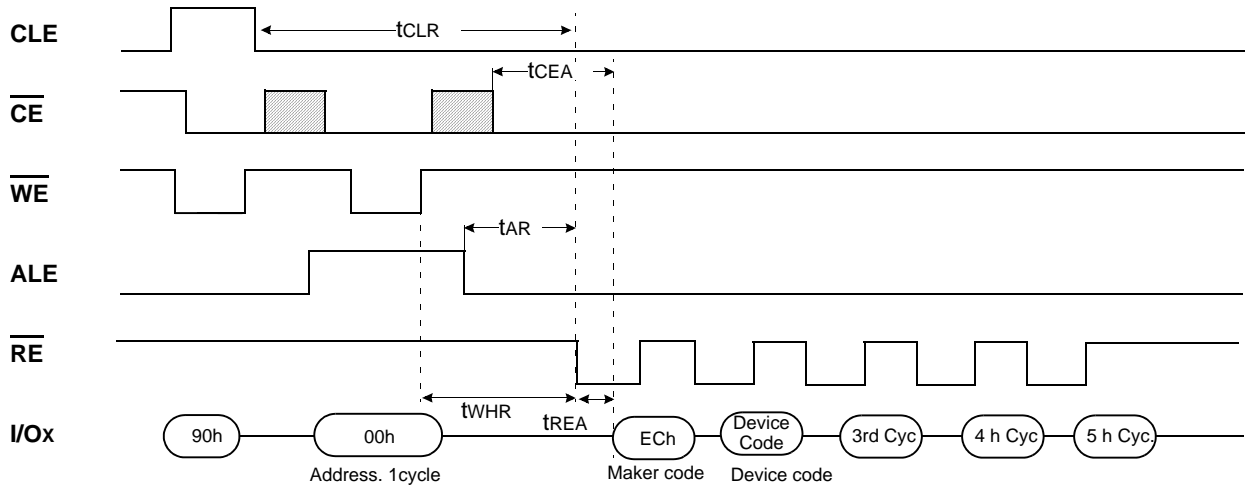 CLE
tCLR
tCEA
CE
WE
tAR
ALE
RE
tWHR
tREA
I/Ox
90h
00h
ECh
Device
Code
3rd Cyc
4 h Cyc
5 h Cyc.
Address. 1cycle
Maker code
Device code